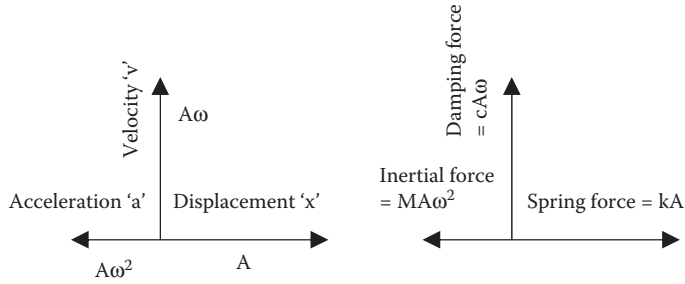 Velocity ‘v’
Aω
Acceleration ‘a’
Displacement ‘x’
Aω²
A
Damping force
= cAω
Inertial force
= MAω²
Spring force = kA